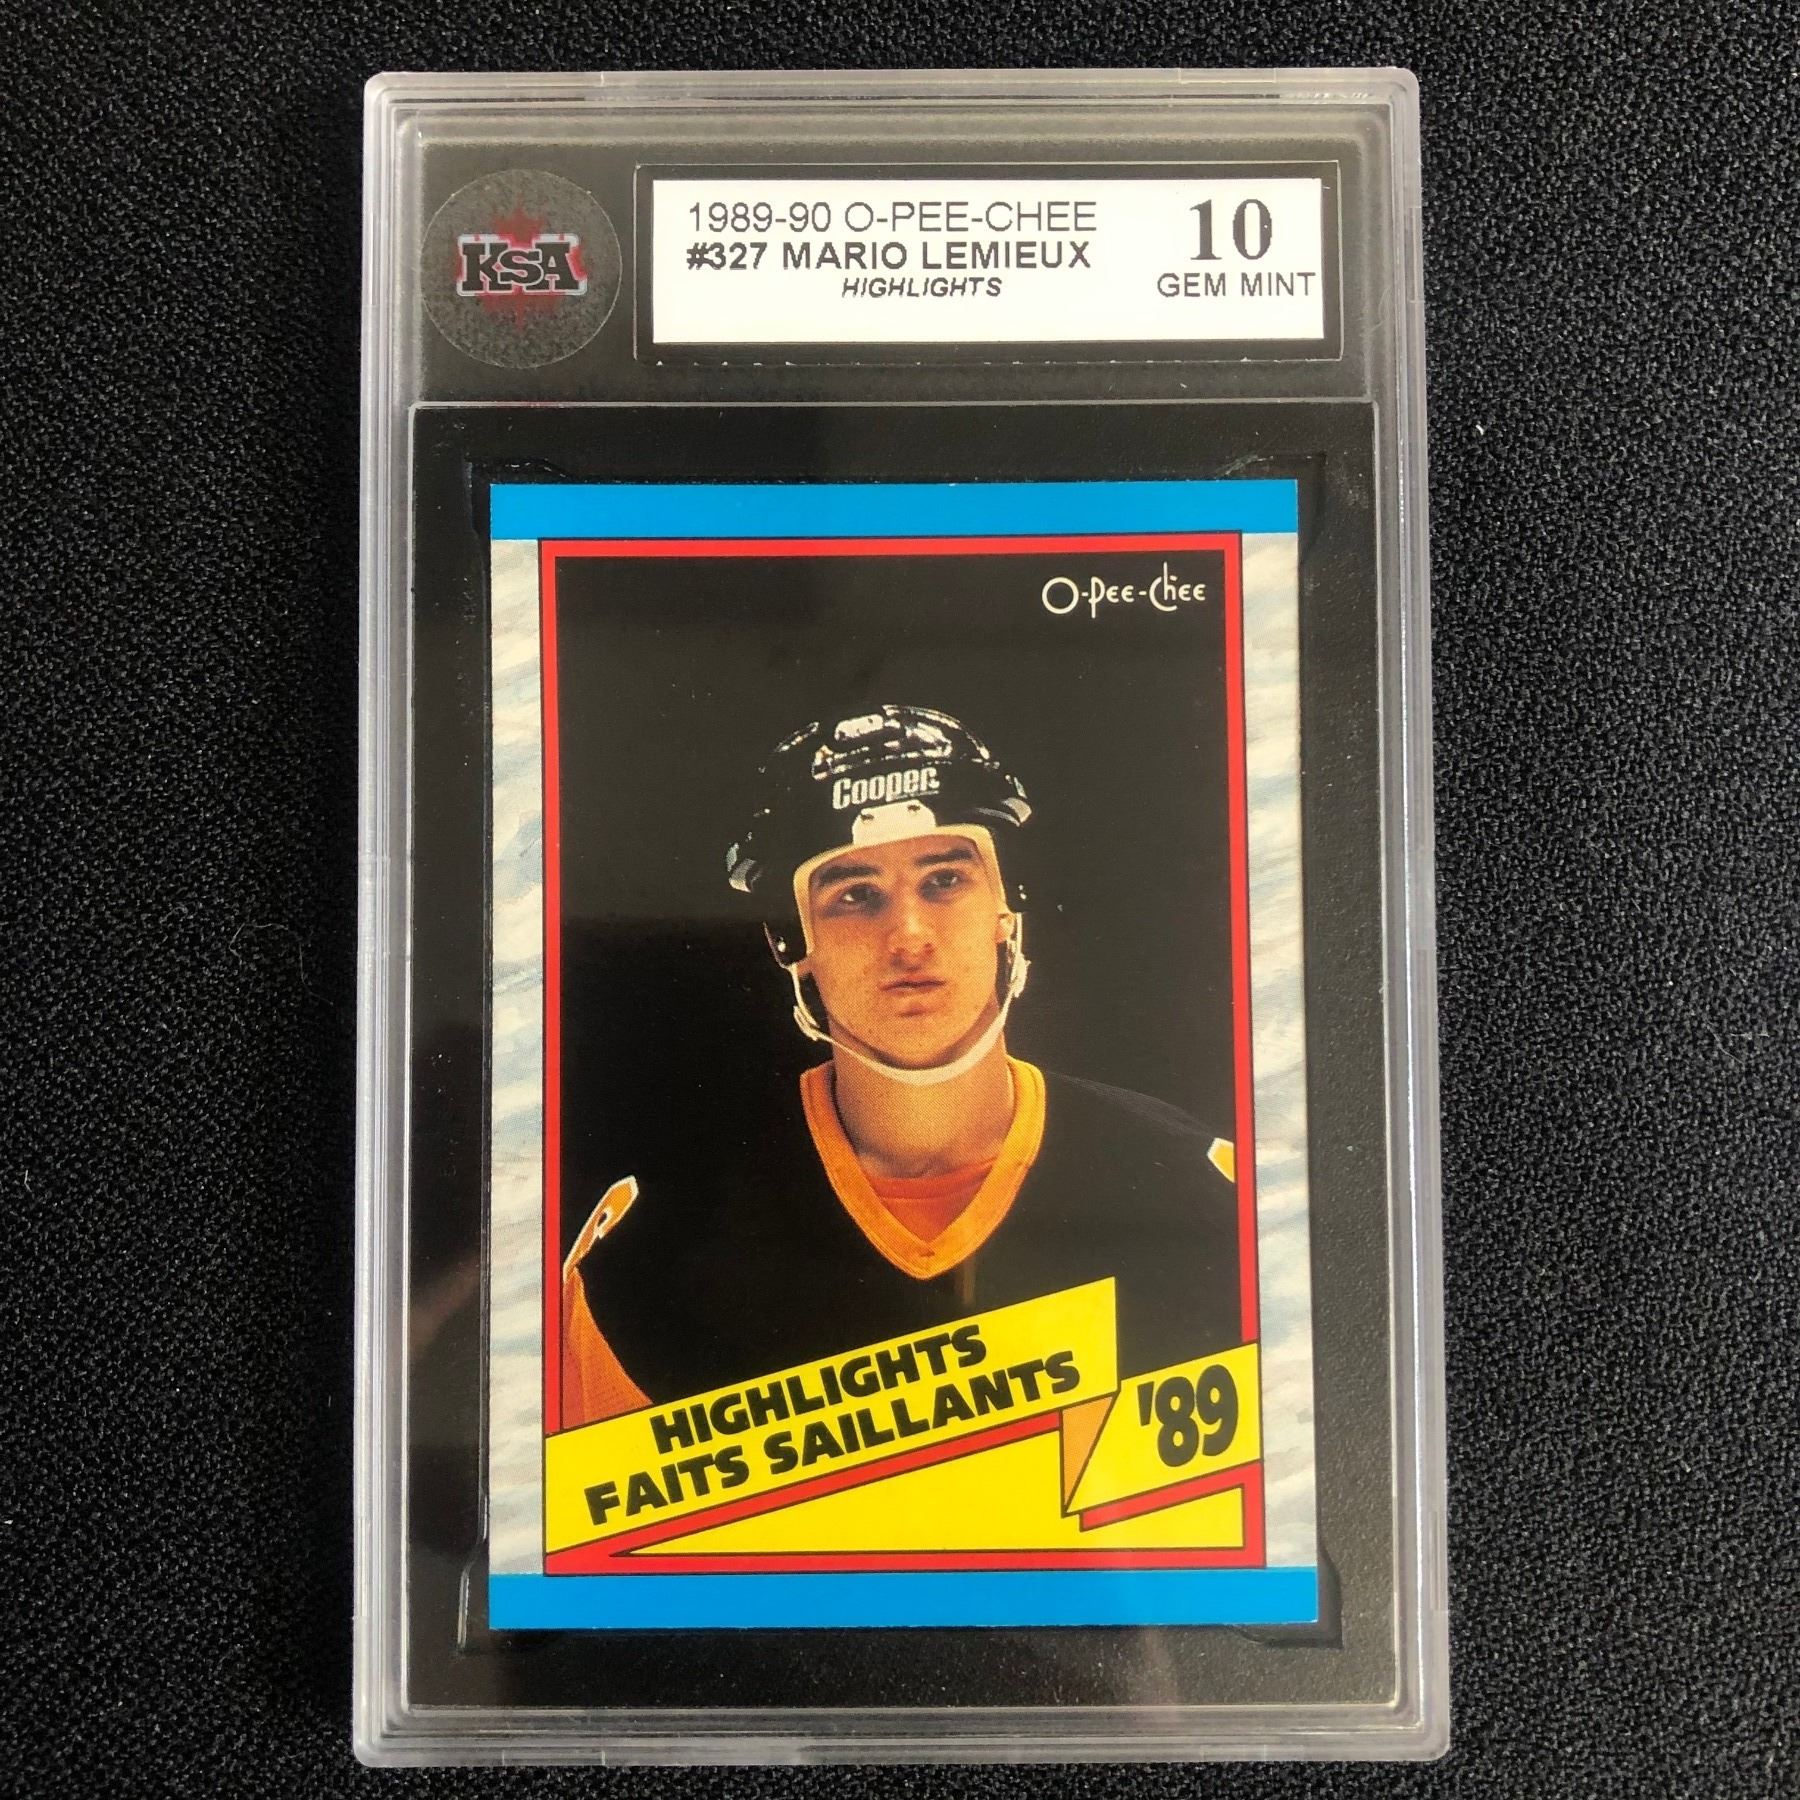 KSA
1989-90 O-PEE-CHEE
#327 MARIO LEMIEUX
HIGHLIGHTS
10
GEM MINT
O-Pee-Chee
Cooper
HIGHLIGHTS
FAITS SAILLANTS
'89